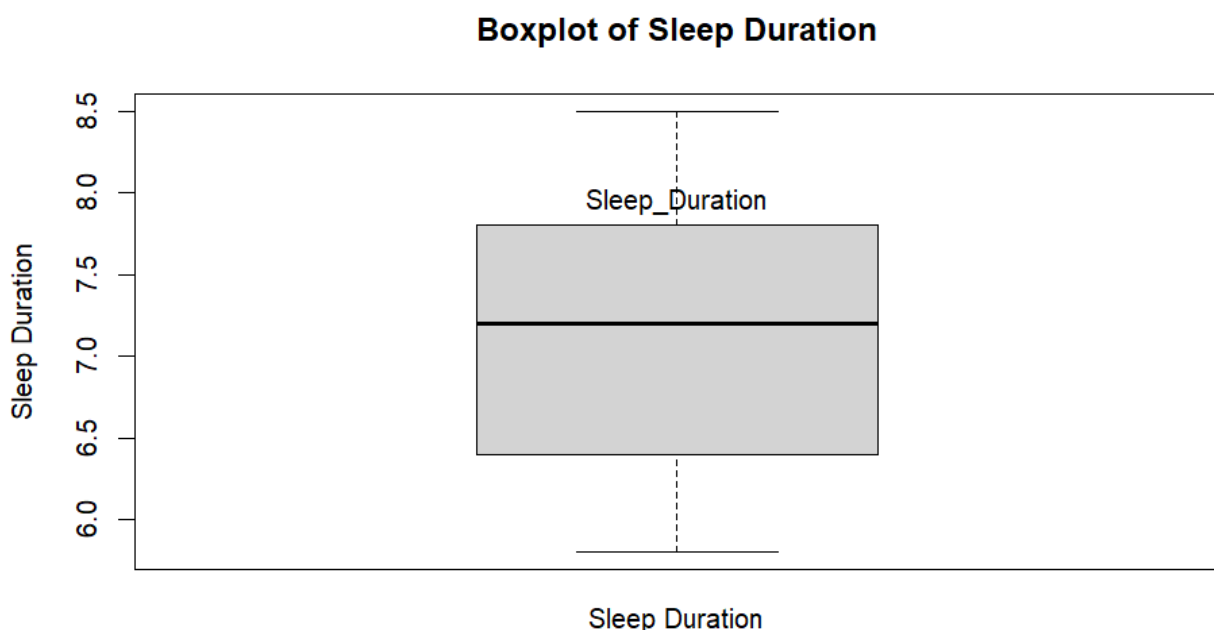 Boxplot of Sleep Duration
Sleep Duration
8.5
8.0
7.5
7.0
6.5
6.0
Sleep_Duration
Sleep Duration